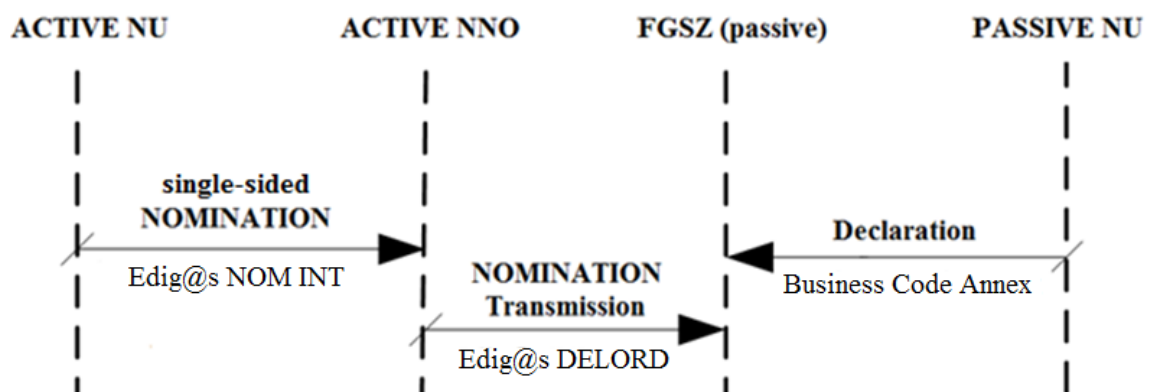 ACTIVE NU
ACTIVE NNO
FGSZ (passive)
PASSIVE NU
single-sided
NOMINATION
Edig@s NOM INT
Declaration
Business Code Annex
NOMINATION
Transmission
Edig@s DELORD